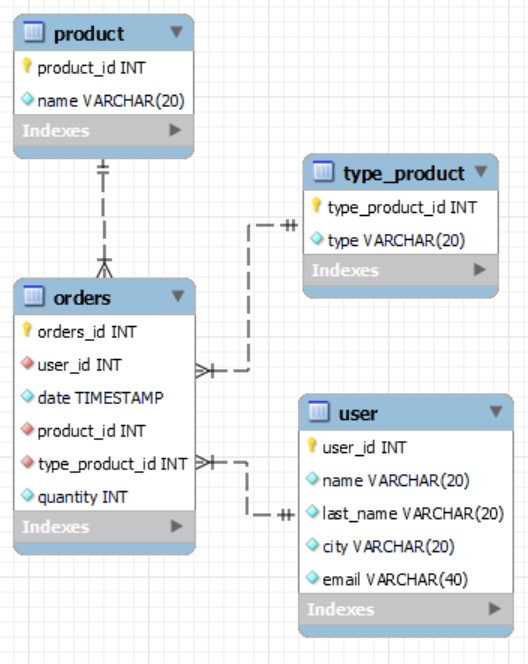 product
product_id INT
name VARCHAR(20)
Indexes
type_product
type_product_id INT
type VARCHAR(20)
Indexes
orders
orders_id INT
user_id INT
date TIMESTAMP
product_id INT
type_product_id INT
quantity INT
Indexes
user
user_id INT
name VARCHAR(20)
last_name VARCHAR(20)
city VARCHAR(20)
email VARCHAR(40)
Indexes